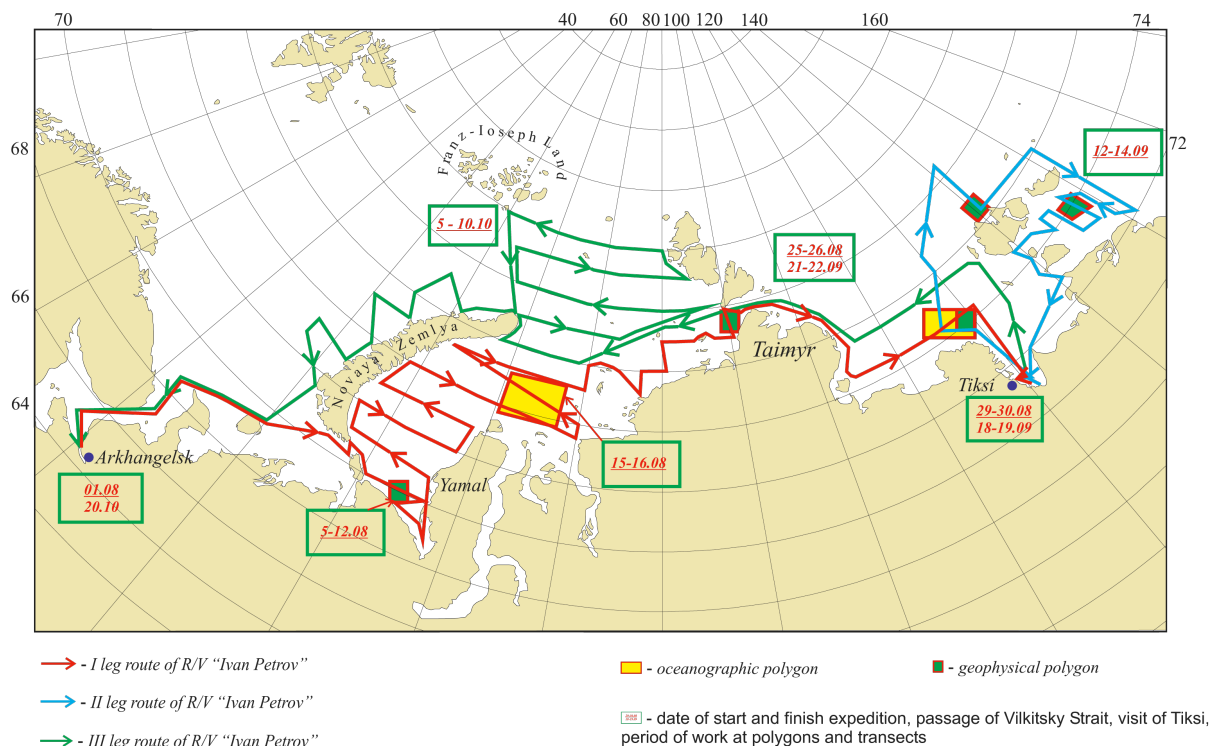 70 40 60 80 100 120 140 160 74
Franz-Ioseph Land
12-14.09
72
68
5 - 10.10
25-26.08
21-22.09
66
Novaya Zemlya
Taimyr
Tiksi
64
29-30.08
18-19.09
Arkhangelsk
15-16.08
Yamal
01.08
20.10
5-12.08
- I leg route of R/V “Ivan Petrov”
- oceanographic polygon
- geophysical polygon
- II leg route of R/V “Ivan Petrov”
- date of start and finish expedition, passage of Vilkitsky Strait, visit of Tiksi,
period of work at polygons and transects
- III leg route of R/V “Ivan Petrov”